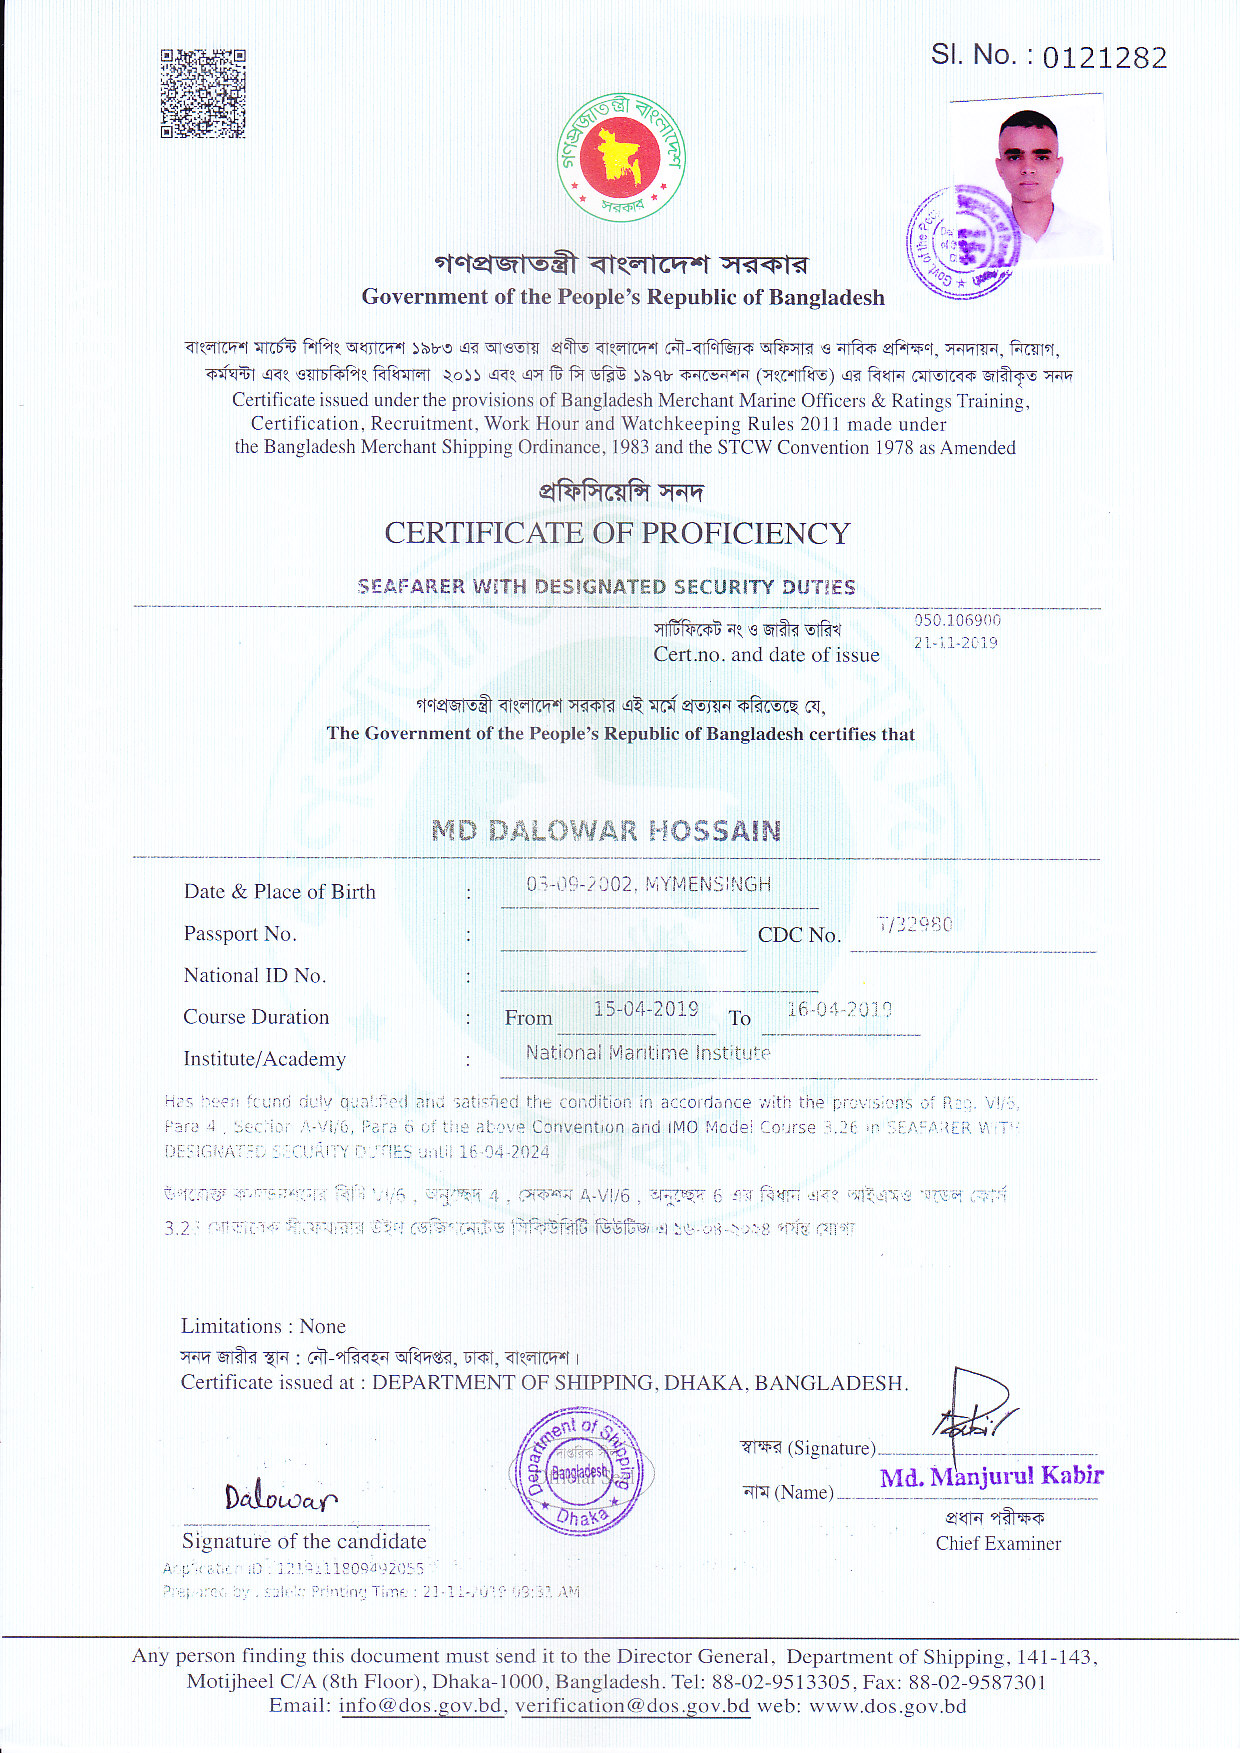 Sl. No. : 0121282
গণপ্রজাতন্ত্রী বাংলাদেশ
সরকার
গণপ্রজাতন্ত্রী বাংলাদেশ সরকার
Government of the People's Republic of Bangladesh
বাংলাদেশ মার্চেন্ট শিপিং অধ্যাদেশ ১৯৮৩ এর আওতায় প্রণীত বাংলাদেশ নৌ-বাণিজ্যিক অফিসার ও নাবিক প্রশিক্ষণ, সনদায়ন, নিয়োগ,
কর্মঘন্টা এবং ওয়াচকিপিং বিধিমালা ২০১১ এবং এস টি সি ডব্লিউ ১৯৭৮ কনভেনশন (সংশোধিত) এর বিধান মোতাবেক জারীকৃত সনদ
Certificate issued under the provisions of Bangladesh Merchant Marine Officers & Ratings Training,
Certification, Recruitment, Work Hour and Watchkeeping Rules 2011 made under
the Bangladesh Merchant Shipping Ordinance, 1983 and the STCW Convention 1978 as Amended
প্রফিসিয়েন্সি সনদ
CERTIFICATE OF PROFICIENCY
SEAFARER WITH DESIGNATED SECURITY DUTIES
সার্টিফিকেট নং ও জারীর তারিখ 050.106900
Cert.no. and date of issue 21-11-2019
গণপ্রজাতন্ত্রী বাংলাদেশ সরকার এই মর্মে প্রত্যয়ন করিতেছে যে,
The Government of the People's Republic of Bangladesh certifies that
MD DALOWAR HOSSAIN
Date & Place of Birth : 03-09-2002, MYMENSINGH
Passport No. : CDC No. T/32980
National ID No. :
Course Duration : From 15-04-2019 To 16-04-2019
Institute/Academy : National Maritime Institute
Has been found duly qualified and satisfied the condition in accordance with the provisions of Reg. VI/6,
Para 4 , Section A-VI/6, Para 6 of the above Convention and IMO Model Course 3.26 in SEAFARER WITH
DESIGNATED SECURITY DUTIES until 16-04-2024
উপরোক্ত কনভেনশনের বিধি VI/6 , অনুচ্ছেদ 4 , সেকশন A-VI/6 , অনুচ্ছেদ 6 এর বিধান এবং আইএমও মডেল কোর্স
3.26 মোতাবেক সীফেয়ারার উইথ ডেজিগনেটেড সিকিউরিটি ডিউটিজ এ ১৬-০৪-২০২৪ পর্যন্ত যোগ্য
Limitations : None
সনদ জারীর স্থান : নৌ-পরিবহন অধিদপ্তর, ঢাকা, বাংলাদেশ।
Certificate issued at : DEPARTMENT OF SHIPPING, DHAKA, BANGLADESH.
Department of Shipping
Bangladesh
Dhaka
স্বাক্ষর (Signature)
Md. Manjurul Kabir
নাম (Name)
প্রধান পরীক্ষক
Chief Examiner
Dalowar
Signature of the candidate
Application ID : 121911809492055
Prepared by : Printing Time : 21-11-2019 09:31 AM
Any person finding this document must send it to the Director General, Department of Shipping, 141-143,
Motijheel C/A (8th Floor), Dhaka-1000, Bangladesh. Tel: 88-02-9513305, Fax: 88-02-9587301
Email: info@dos.gov.bd, verification@dos.gov.bd web: www.dos.gov.bd